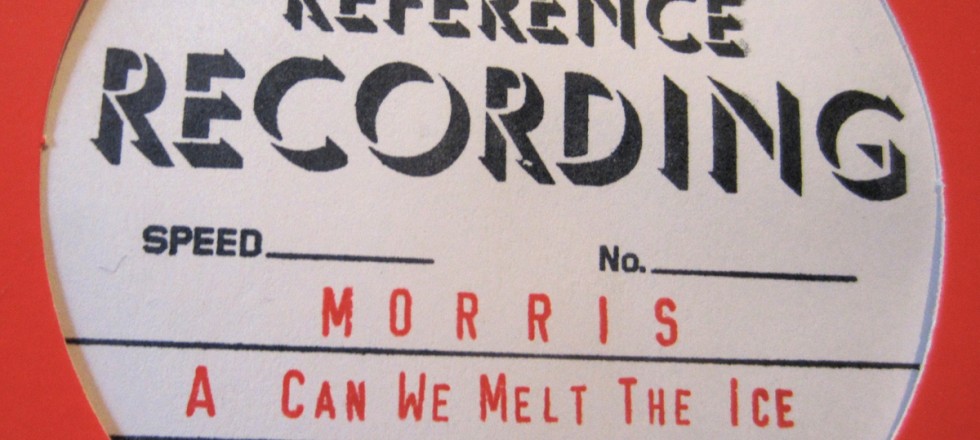 REFERENCE
RECORDING
SPEED No.
MORRIS
A CAN WE MELT THE ICE